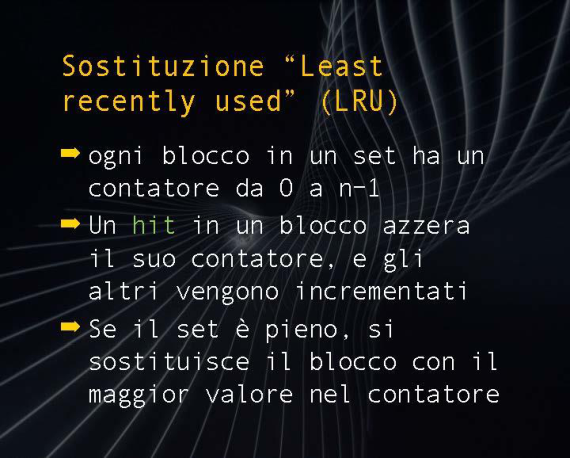 Sostituzione “Least
recently used” (LRU)
ogni blocco in un set ha un
contatore da 0 a n-1
Un hit in un blocco azzera
il suo contatore, e gli
altri vengono incrementati
Se il set è pieno, si
sostituisce il blocco con il
maggior valore nel contatore